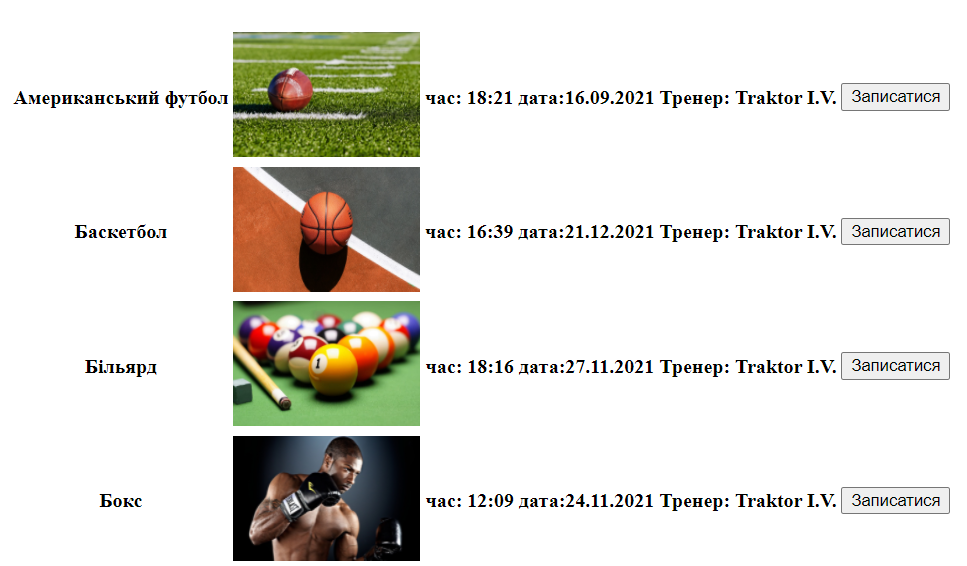 Американський футбол час: 18:21 дата:16.09.2021 Тренер: Traktor I.V. Записатися
Баскетбол час: 16:39 дата:21.12.2021 Тренер: Traktor I.V. Записатися
Більярд 1 час: 18:16 дата:27.11.2021 Тренер: Traktor I.V. Записатися
Бокс час: 12:09 дата:24.11.2021 Тренер: Traktor I.V. Записатися